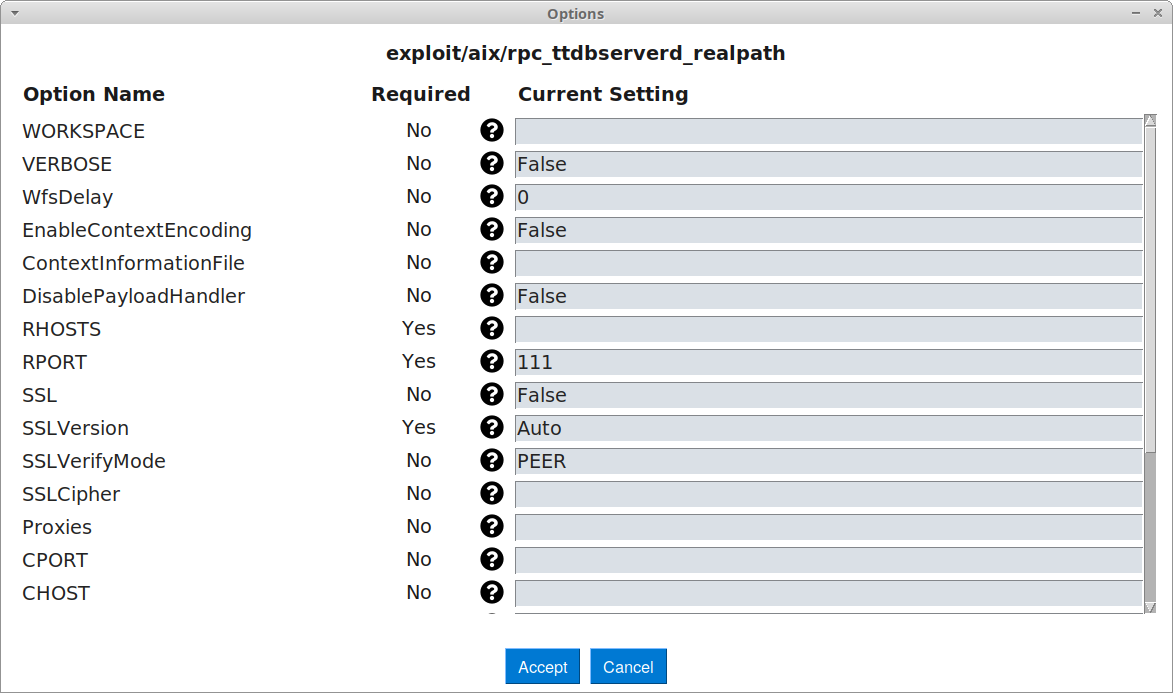 Options
exploit/aix/rpc_ttdbserverd_realpath
Option Name Required Current Setting
WORKSPACE No ?
VERBOSE No ? False
WfsDelay No ? 0
EnableContextEncoding No ? False
ContextInformationFile No ?
DisablePayloadHandler No ? False
RHOSTS Yes ?
RPORT Yes ? 111
SSL No ? False
SSLVersion Yes ? Auto
SSLVerifyMode No ? PEER
SSLCipher No ?
Proxies No ?
CPORT No ?
CHOST No ?
Accept Cancel